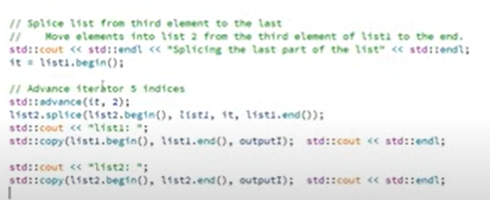 // Splice list from third element to the last
//    Move elements into list 2 from the third element of list1 to the end.
std::cout << std::endl << "Splicing the last part of the list" << std::endl;
it = list1.begin();
// Advance iterator 5 indices
std::advance(it, 2);
list2.splice(list2.begin(), list1, it, list1.end());
std::cout << "list1: ";
std::copy(list1.begin(), list1.end(), outputI);  std::cout << std::endl;
std::cout << "list2: ";
std::copy(list2.begin(), list2.end(), outputI);  std::cout << std::endl;